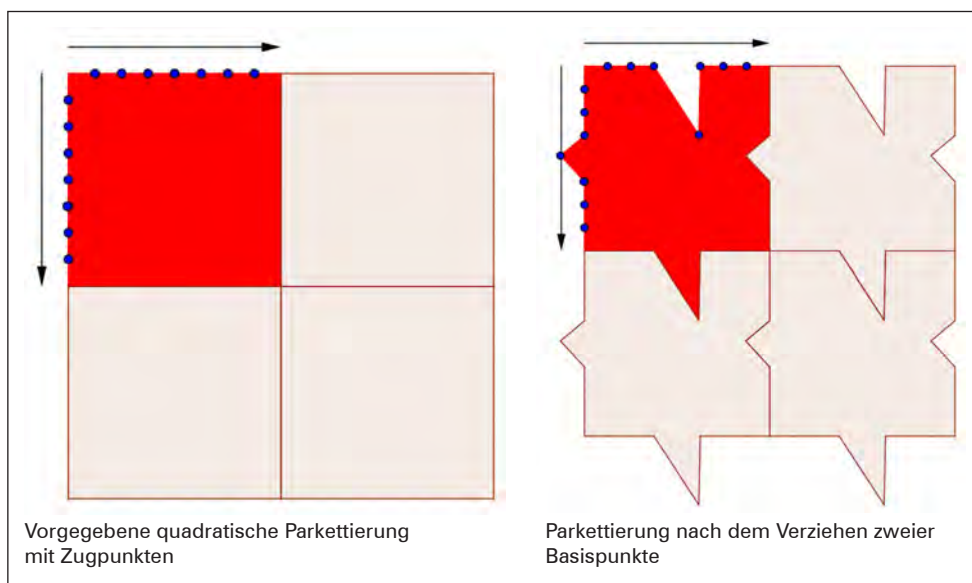 Vorgegebene quadratische Parkettierung
mit Zugpunkten
Parkettierung nach dem Verziehen zweier
Basispunkte